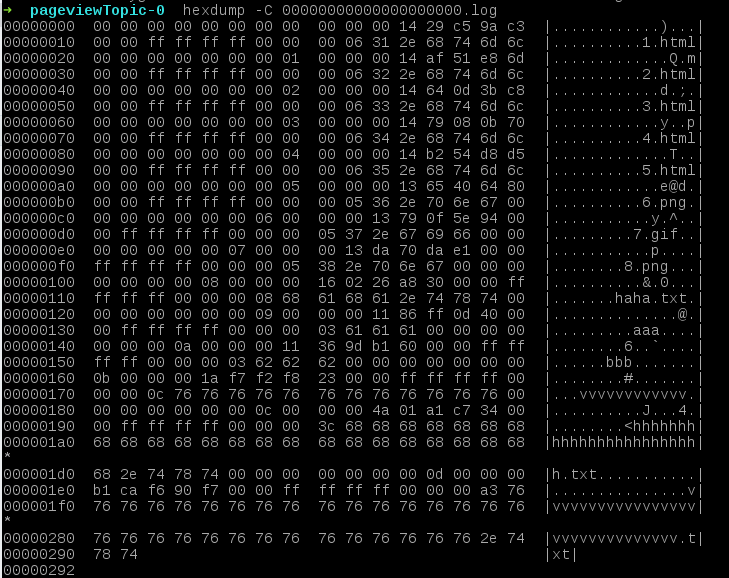 → pageviewTopic-0 hexdump -C 00000000000000000000.log
00000000  00 00 00 00 00 00 00 00  00 00 00 14 29 c5 9a c3  |............)...|
00000010  00 00 ff ff ff ff 00 00  00 06 31 2e 68 74 6d 6c  |..........1.html|
00000020  00 00 00 00 00 00 00 01  00 00 00 14 af 51 e8 6d  |.............Q.m|
00000030  00 00 ff ff ff ff 00 00  00 06 32 2e 68 74 6d 6c  |..........2.html|
00000040  00 00 00 00 00 00 00 02  00 00 00 14 64 0d 3b c8  |............d.;.|
00000050  00 00 ff ff ff ff 00 00  00 06 33 2e 68 74 6d 6c  |..........3.html|
00000060  00 00 00 00 00 00 00 03  00 00 00 14 79 08 0b 70  |............y..p|
00000070  00 00 ff ff ff ff 00 00  00 06 34 2e 68 74 6d 6c  |..........4.html|
00000080  00 00 00 00 00 00 00 04  00 00 00 14 b2 54 d8 d5  |.............T..|
00000090  00 00 ff ff ff ff 00 00  00 06 35 2e 68 74 6d 6c  |..........5.html|
000000a0  00 00 00 00 00 00 00 05  00 00 00 13 65 40 64 80  |............e@d.|
000000b0  00 00 ff ff ff ff 00 00  00 05 36 2e 70 6e 67 00  |..........6.png.|
000000c0  00 00 00 00 00 00 06 00  00 00 13 79 0f 5e 94 00  |...........y.^..|
000000d0  00 ff ff ff ff 00 00 00  05 37 2e 67 69 66 00 00  |.........7.gif..|
000000e0  00 00 00 00 00 07 00 00  00 13 da 70 da e1 00 00  |...........p....|
000000f0  ff ff ff ff 00 00 00 05  38 2e 70 6e 67 00 00 00  |........8.png...|
00000100  00 00 00 00 08 00 00 00  16 02 26 a8 30 00 00 ff  |..........&.0...|
00000110  ff ff ff 00 00 00 08 68  61 68 61 2e 74 78 74 00  |.......haha.txt.|
00000120  00 00 00 00 00 00 09 00  00 00 11 86 ff 0d 40 00  |..............@.|
00000130  00 ff ff ff ff 00 00 00  03 61 61 61 00 00 00 00  |.........aaa....|
00000140  00 00 00 0a 00 00 00 11  36 9d b1 60 00 00 ff ff  |........6..`....|
00000150  ff ff 00 00 00 03 62 62  62 00 00 00 00 00 00 00  |......bbb.......|
00000160  0b 00 00 00 1a f7 f2 f8  23 00 00 ff ff ff ff 00  |........#.......|
00000170  00 00 0c 76 76 76 76 76  76 76 76 76 76 76 76 00  |...vvvvvvvvvvvv.|
00000180  00 00 00 00 00 00 0c 00  00 00 4a 01 a1 c7 34 00  |..........J...4.|
00000190  00 ff ff ff ff 00 00 00  3c 68 68 68 68 68 68 68  |........<hhhhhhh|
000001a0  68 68 68 68 68 68 68 68  68 68 68 68 68 68 68 68  |hhhhhhhhhhhhhhhh|
*
000001d0  68 2e 74 78 74 00 00 00  00 00 00 00 0d 00 00 00  |h.txt...........|
000001e0  b1 ca f6 90 f7 00 00 ff  ff ff ff 00 00 00 a3 76  |...............v|
000001f0  76 76 76 76 76 76 76 76  76 76 76 76 76 76 76 76  |vvvvvvvvvvvvvvvv|
*
00000280  76 76 76 76 76 76 76 76  76 76 76 76 76 76 2e 74  |vvvvvvvvvvvvvv.t|
00000290  78 74  |xt|
00000292